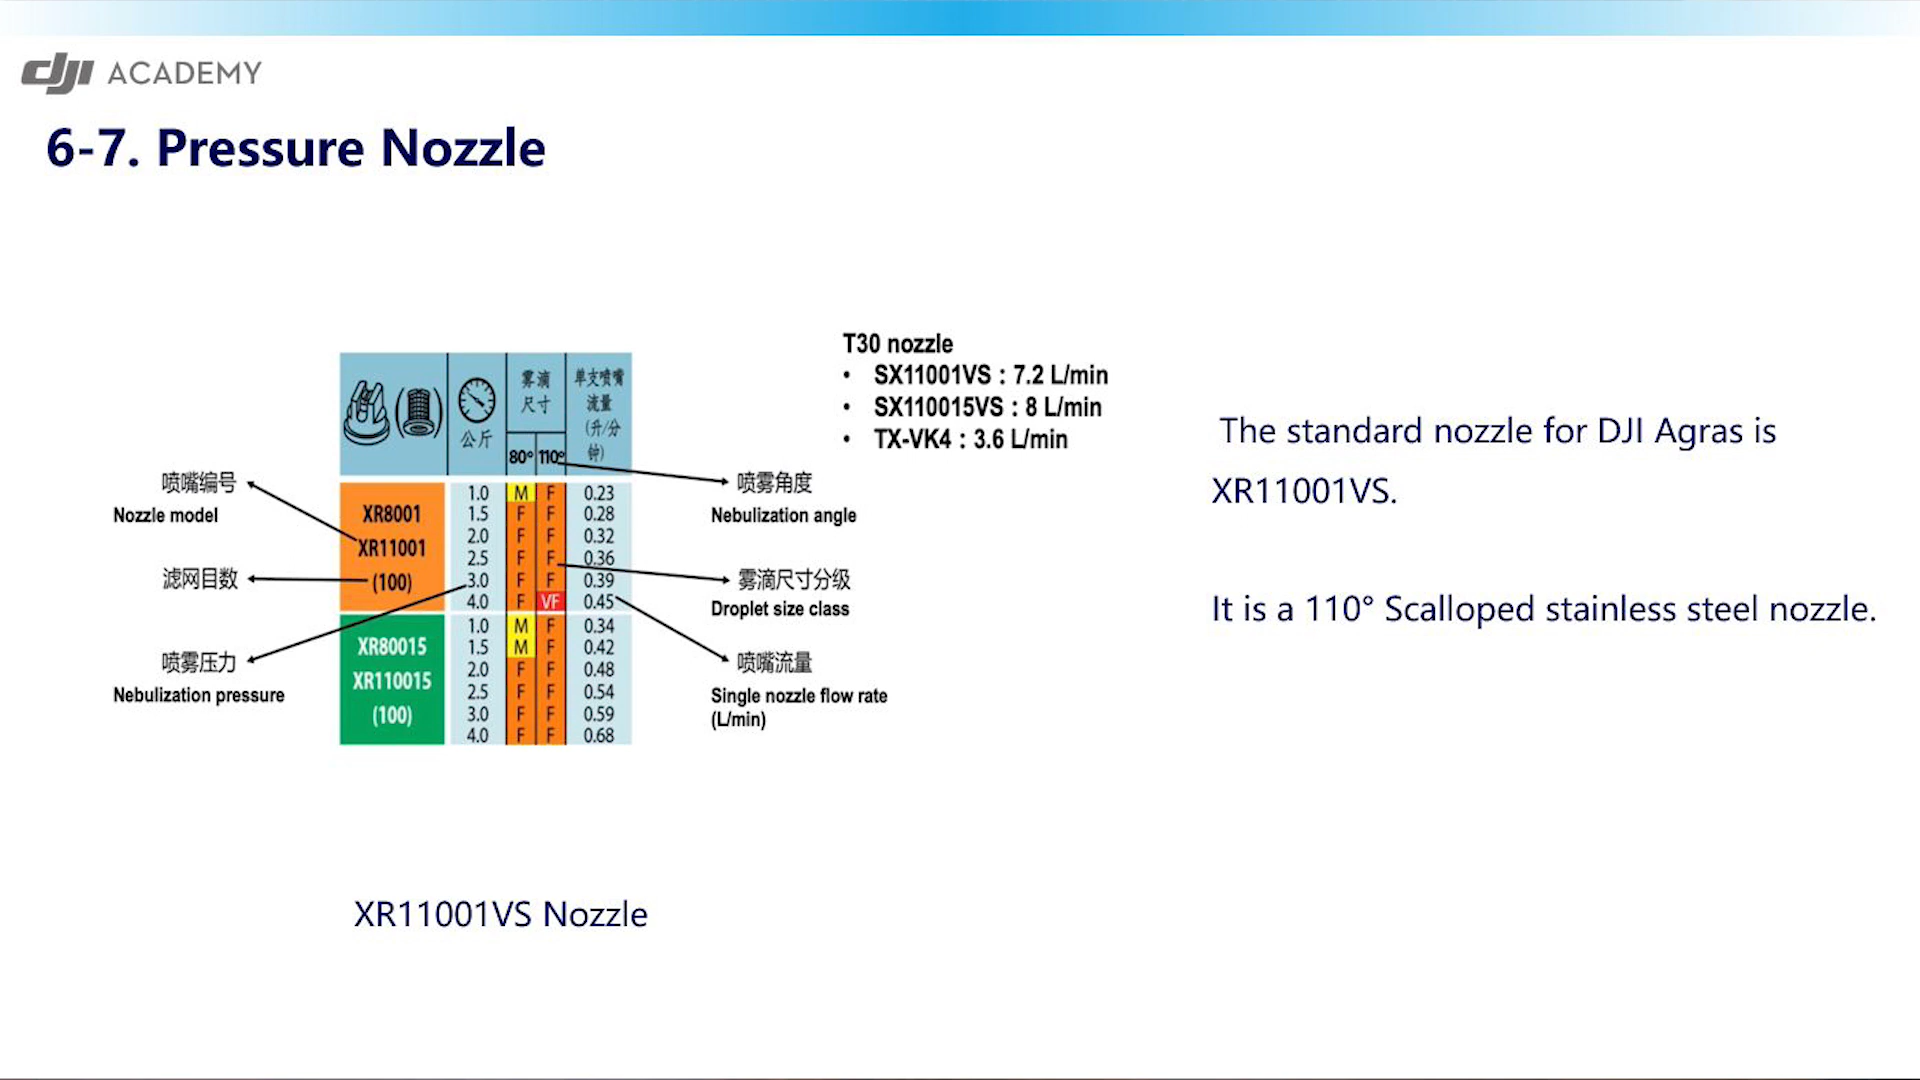 dji ACADEMY
6-7. Pressure Nozzle
T30 nozzle
• SX11001VS : 7.2 L/min
• SX110015VS : 8 L/min
• TX-VK4 : 3.6 L/min
The standard nozzle for DJI Agras is
XR11001VS.
It is a 110° Scalloped stainless steel nozzle.
公斤
雾滴
尺寸
80° 110°
单支喷嘴
流量
(升/分
钟)
喷嘴编号
Nozzle model
滤网目数
喷雾压力
Nebulization pressure
XR8001
XR11001
(100)
1.0 M F 0.23
1.5 F F 0.28
2.0 F F 0.32
2.5 F F 0.36
3.0 F F 0.39
4.0 F VF 0.45
XR80015
XR110015
(100)
1.0 M F 0.34
1.5 M F 0.42
2.0 F F 0.48
2.5 F F 0.54
3.0 F F 0.59
4.0 F F 0.68
喷雾角度
Nebulization angle
雾滴尺寸分级
Droplet size class
喷嘴流量
Single nozzle flow rate
(L/min)
XR11001VS Nozzle